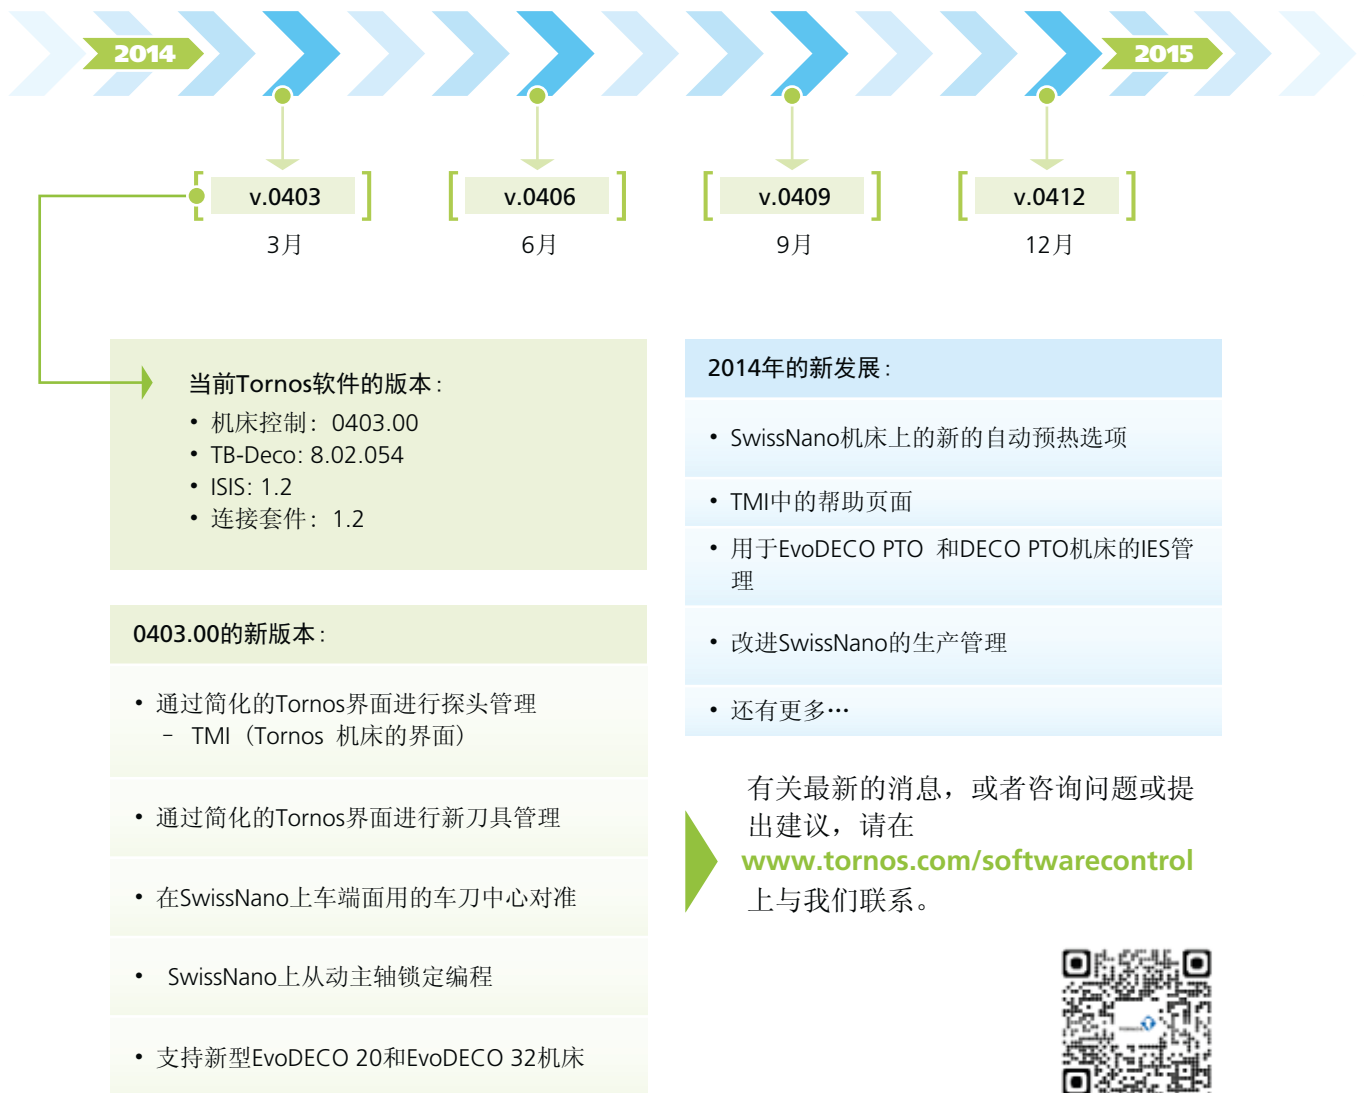 2014
2015
v.0403
v.0406
v.0409
v.0412
3月
6月
9月
12月
当前Tornos软件的版本：
• 机床控制：0403.00
• TB-Deco: 8.02.054
• ISIS: 1.2
• 连接套件：1.2
0403.00的新版本：
• 通过简化的Tornos界面进行探头管理
– TMI（Tornos 机床的界面）
• 通过简化的Tornos界面进行新刀具管理
• 在SwissNano上车端面用的车刀中心对准
• SwissNano上从动主轴锁定编程
• 支持新型EvoDECO 20和EvoDECO 32机床
2014年的新发展：
• SwissNano机床上的新的自动预热选项
• TMI中的帮助页面
• 用于EvoDECO PTO 和DECO PTO机床的IES管
理
• 改进SwissNano的生产管理
• 还有更多…
有关最新的消息，或者咨询问题或提
出建议，请在
www.tornos.com/softwarecontrol
上与我们联系。